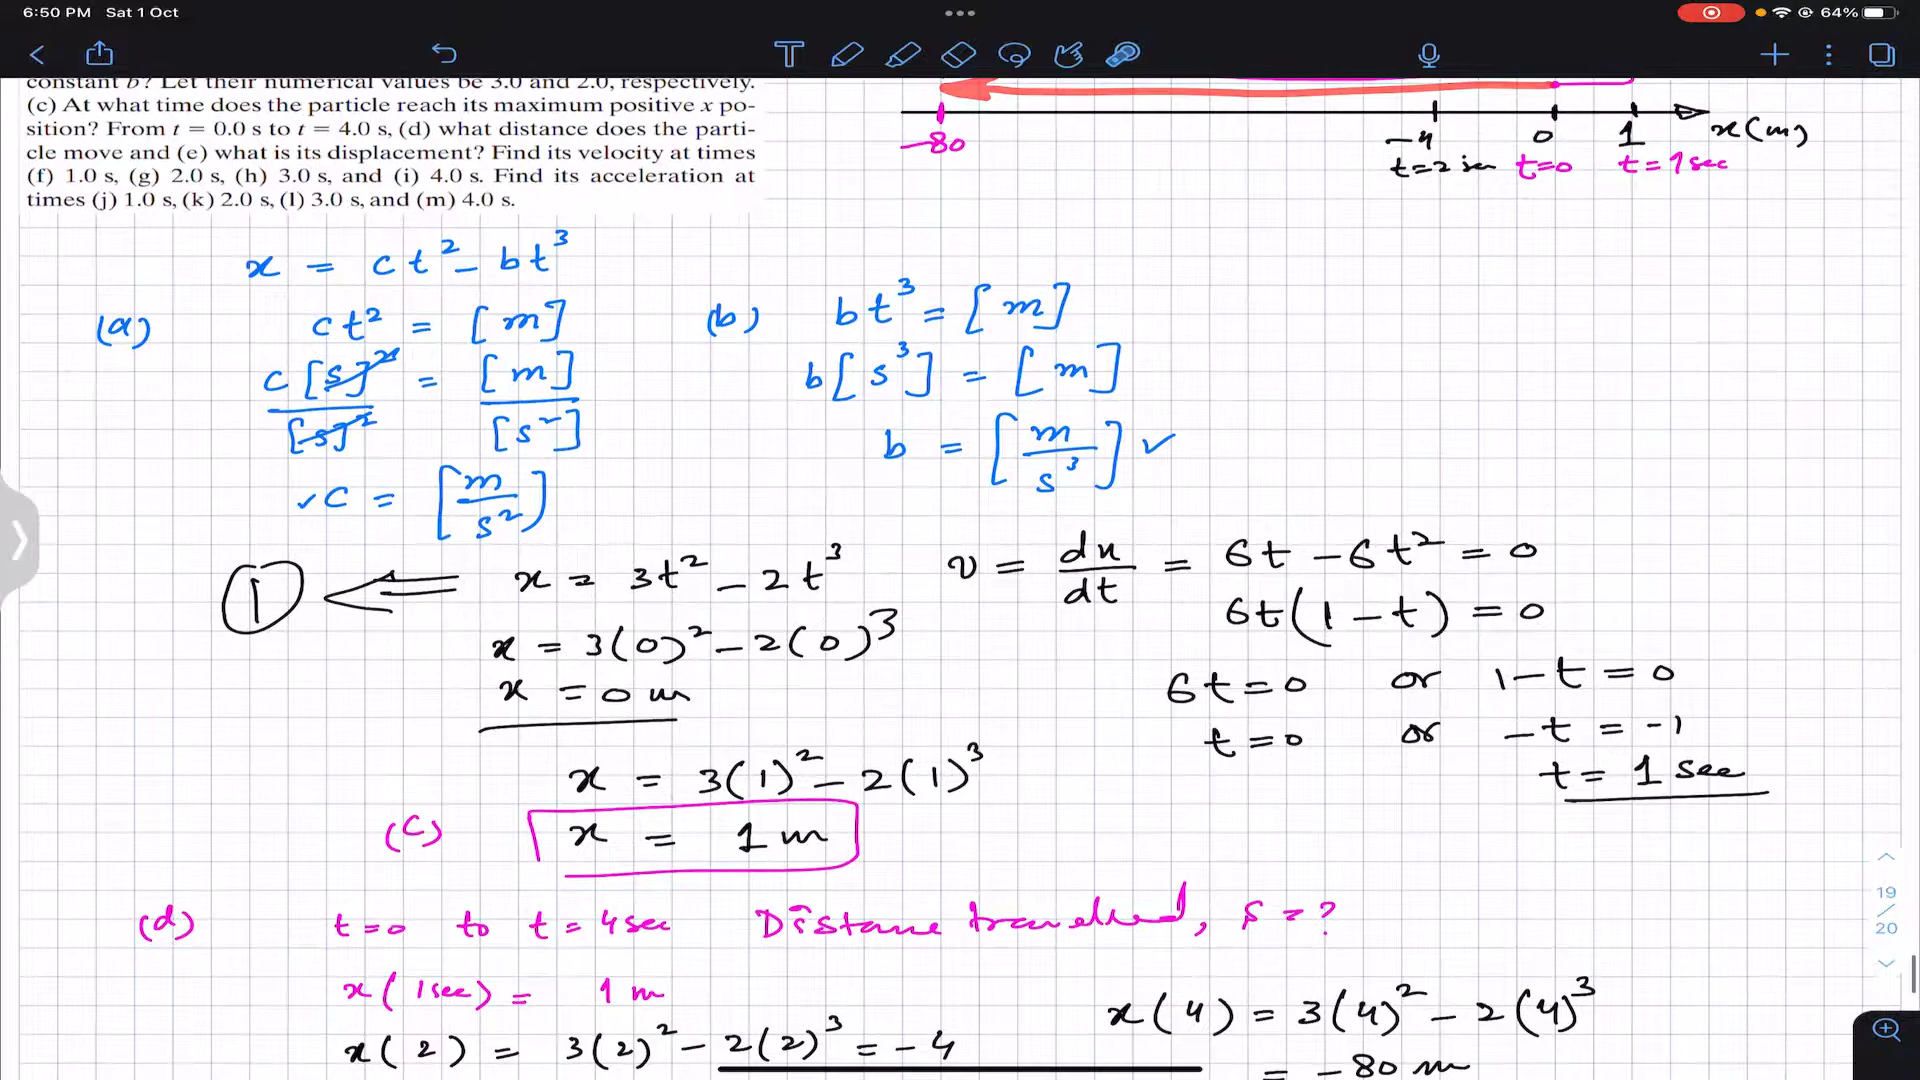 6:50 PM Sat 1 Oct
64%
constant b? Let their numerical values be 3.0 and 2.0, respectively.
(c) At what time does the particle reach its maximum positive x po-
sition? From t = 0.0 s to t = 4.0 s, (d) what distance does the parti-
cle move and (e) what is its displacement? Find its velocity at times
(f) 1.0 s, (g) 2.0 s, (h) 3.0 s, and (i) 4.0 s. Find its acceleration at
times (j) 1.0 s, (k) 2.0 s, (l) 3.0 s, and (m) 4.0 s.
-80 -4 0 1 x(m)
t=2 sec t=0 t=1sec
x = ct² - bt³
(a) ct² = [m]
c[s]² = [m]
[s]² [s²]
✓c = [m/s²]
(b) bt³ = [m]
b[s³] = [m]
b = [m/s³] ✓
1 ⟸ x = 3t² - 2t³
x = 3(0)² - 2(0)³
x = 0 m
v = dx/dt = 6t - 6t² = 0
6t(1-t) = 0
6t=0 or 1-t = 0
t=0 or -t = -1
t = 1 sec
x = 3(1)² - 2(1)³
(c) x = 1 m
(d) t=0 to t = 4sec Distance travelled, s = ?
x(1sec) = 1 m
x(2) = 3(2)² - 2(2)³ = -4
x(4) = 3(4)² - 2(4)³
= -80 m
19
/
20